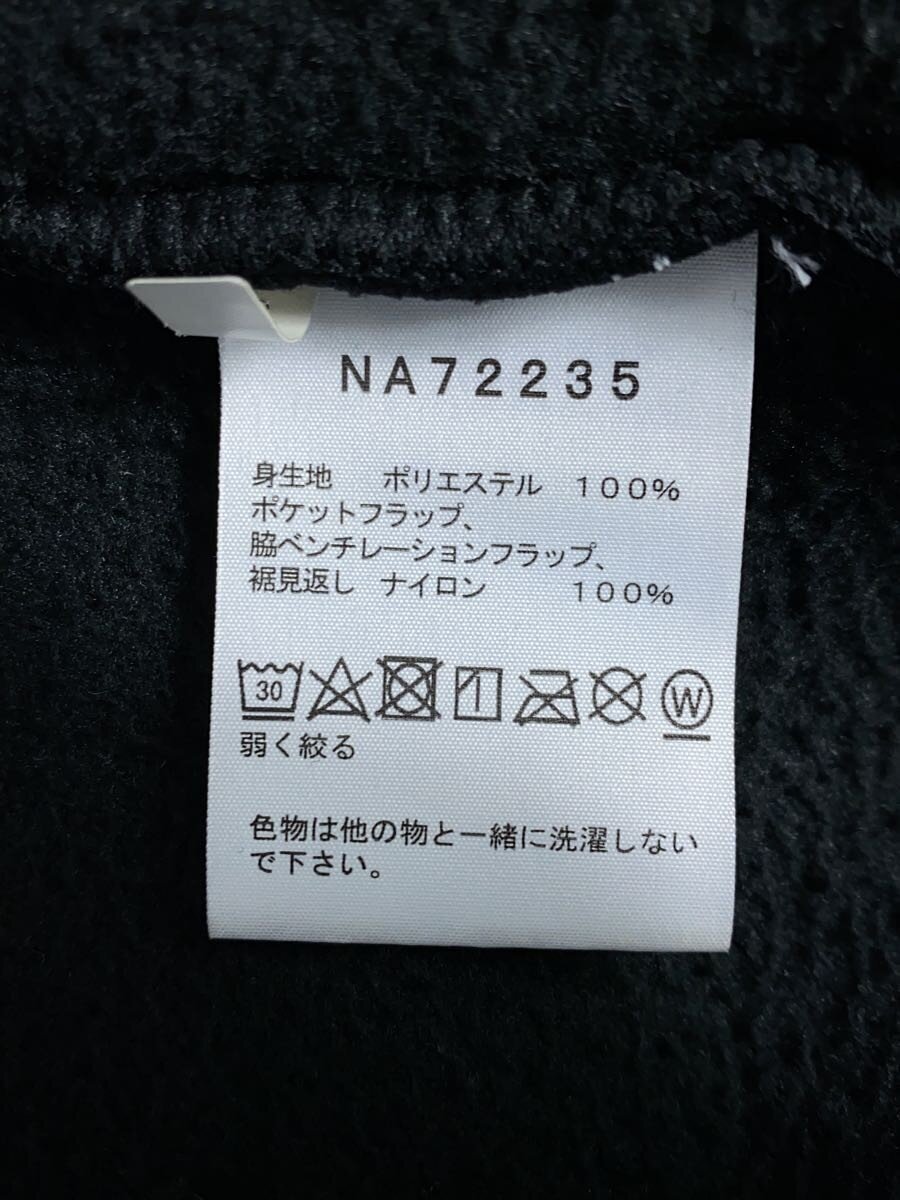 NA72235
身生地 ポリエステル 100%
ポケットフラップ、
脇ベンチレーションフラップ、
裾見返し ナイロン 100%
30 W
弱く絞る
色物は他の物と一緒に洗濯しない
で下さい。